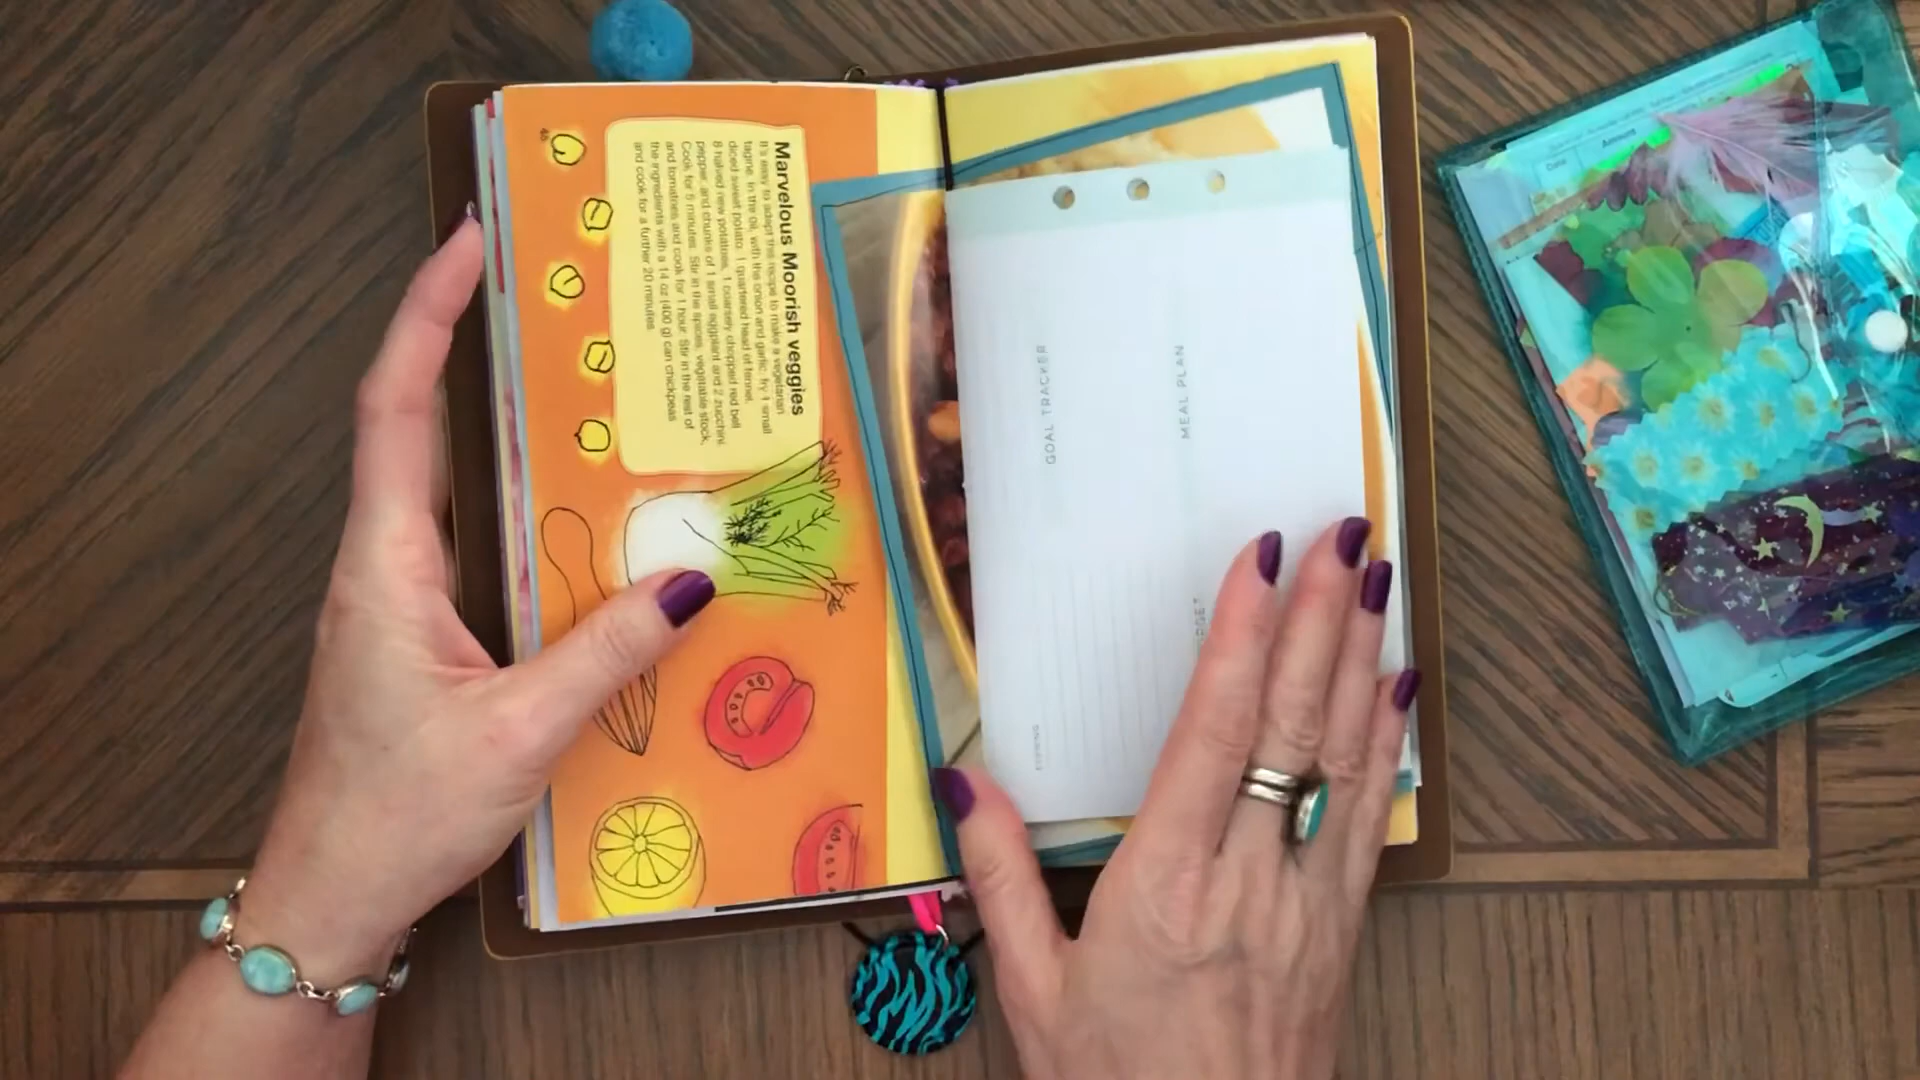 48
Marvelous Moorish veggies
It's easy to adapt this recipe to make a vegetarian
tagine. In the oil, with the onion and garlic, fry 1 small
diced sweet potato, 1 quartered head of fennel,
8 halved new potatoes, 1 coarsely chopped red bell
pepper, and chunks of 1 small eggplant and 2 zucchini.
Cook for 5 minutes. Stir in the spices, vegetable stock,
and tomatoes and cook for 1 hour. Stir in the rest of
the ingredients with a 14 oz (400 g) can chickpeas
and cook for a further 20 minutes.
GOAL TRACKER
MEAL PLAN
EVENING
Date
Amount